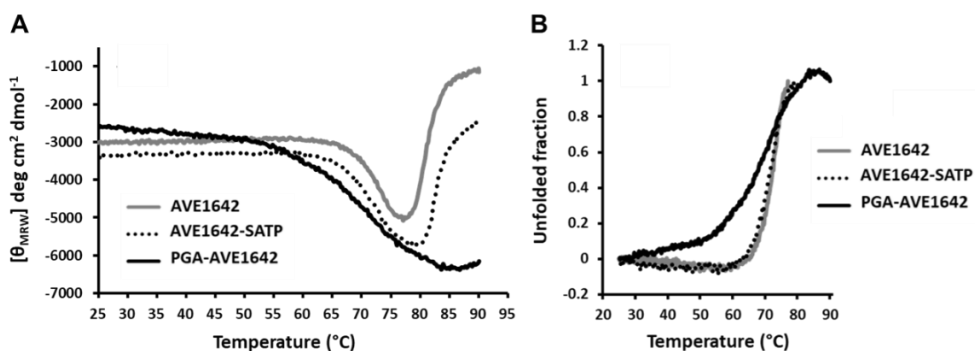 A
[θMRW] deg cm² dmol⁻¹
-1000
-2000
-3000
-4000
-5000
-6000
-7000
AVE1642
AVE1642-SATP
PGA-AVE1642
25 30 35 40 45 50 55 60 65 70 75 80 85 90 95
Temperature (°C)
B
Unfolded fraction
1.2
1
0.8
0.6
0.4
0.2
0
-0.2
20 30 40 50 60 70 80 90
Temperature (°C)
AVE1642
AVE1642-SATP
PGA-AVE1642